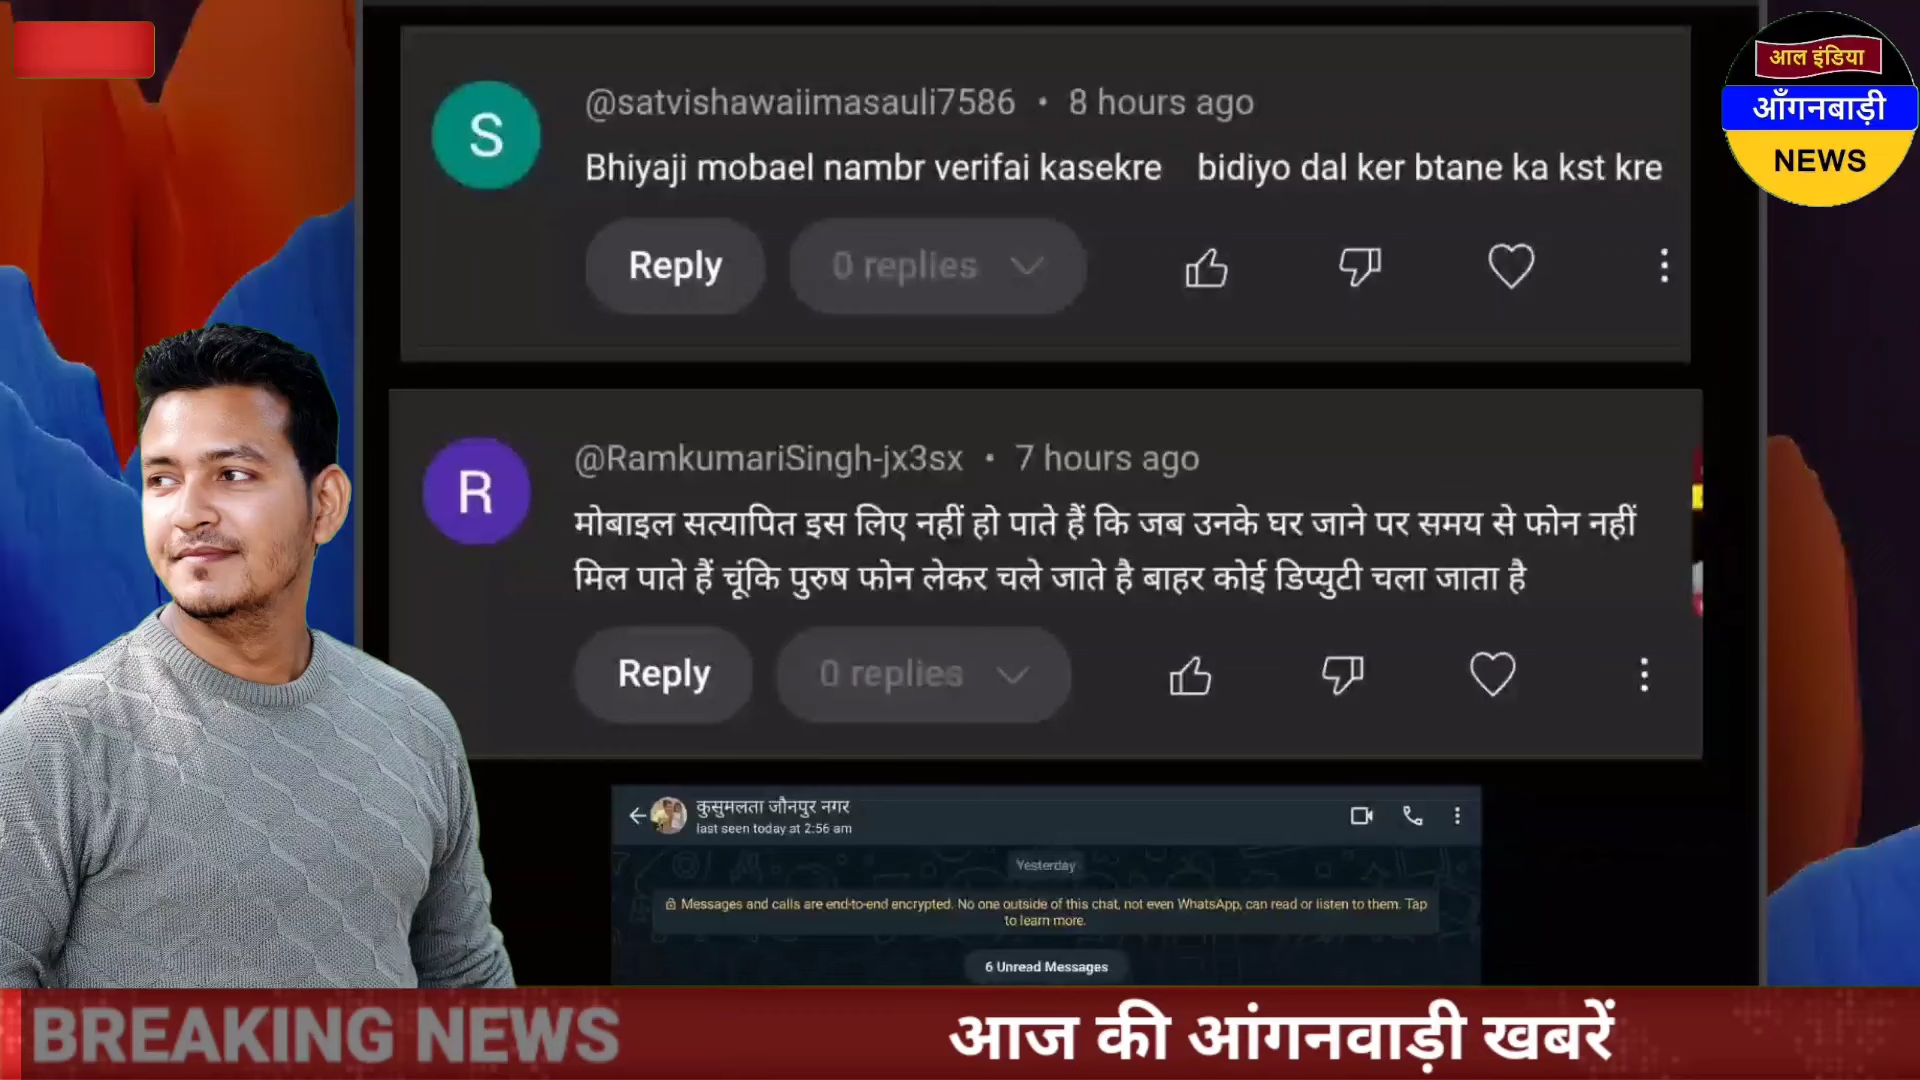 आल इंडिया
आँगनबाड़ी
NEWS
S
@satvishawaiimasauli7586 • 8 hours ago
Bhiyaji mobael nambr verifai kasekre bidiyo dal ker btane ka kst kre
Reply
0 replies
R
@RamkumariSingh-jx3sx • 7 hours ago
मोबाइल सत्यापित इस लिए नहीं हो पाते हैं कि जब उनके घर जाने पर समय से फोन नहीं
मिल पाते हैं चूंकि पुरुष फोन लेकर चले जाते है बाहर कोई डिप्युटी चला जाता है
Reply
0 replies
कुसुमलता जौनपुर नगर
last seen today at 2:56 am
Yesterday
Messages and calls are end-to-end encrypted. No one outside of this chat, not even WhatsApp, can read or listen to them. Tap
to learn more.
6 Unread Messages
BREAKING NEWS
आज की आंगनवाड़ी खबरें